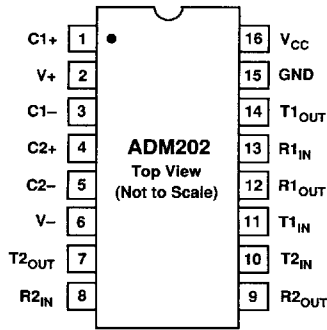 C1+ 1 16 VCC
V+ 2 15 GND
C1– 3 14 T1OUT
C2+ 4 13 R1IN
ADM202
Top View
(Not to Scale)
C2– 5 12 R1OUT
V– 6 11 T1IN
T2OUT 7 10 T2IN
R2IN 8 9 R2OUT